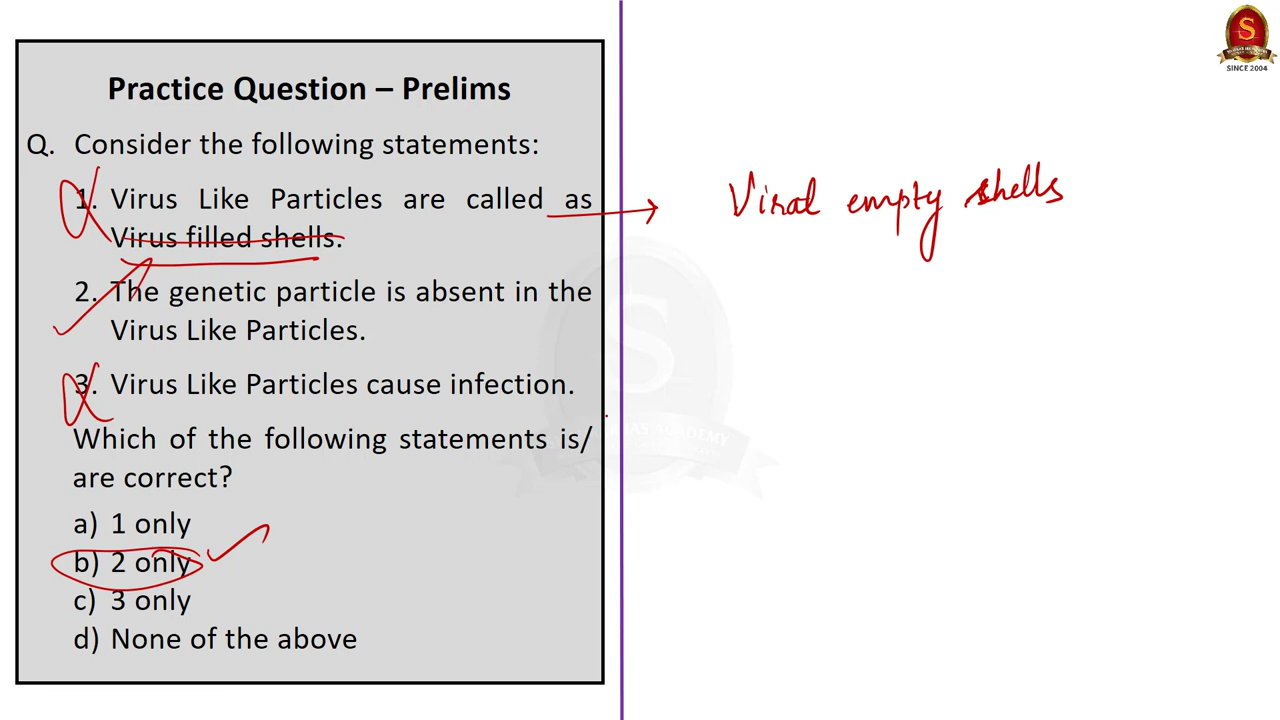 SINCE 2004
Practice Question – Prelims
Q. Consider the following statements:
1. Virus Like Particles are called as
Virus filled shells.
Viral empty shells
2. The genetic particle is absent in the
Virus Like Particles.
3. Virus Like Particles cause infection.
Which of the following statements is/
are correct?
a) 1 only
b) 2 only
c) 3 only
d) None of the above